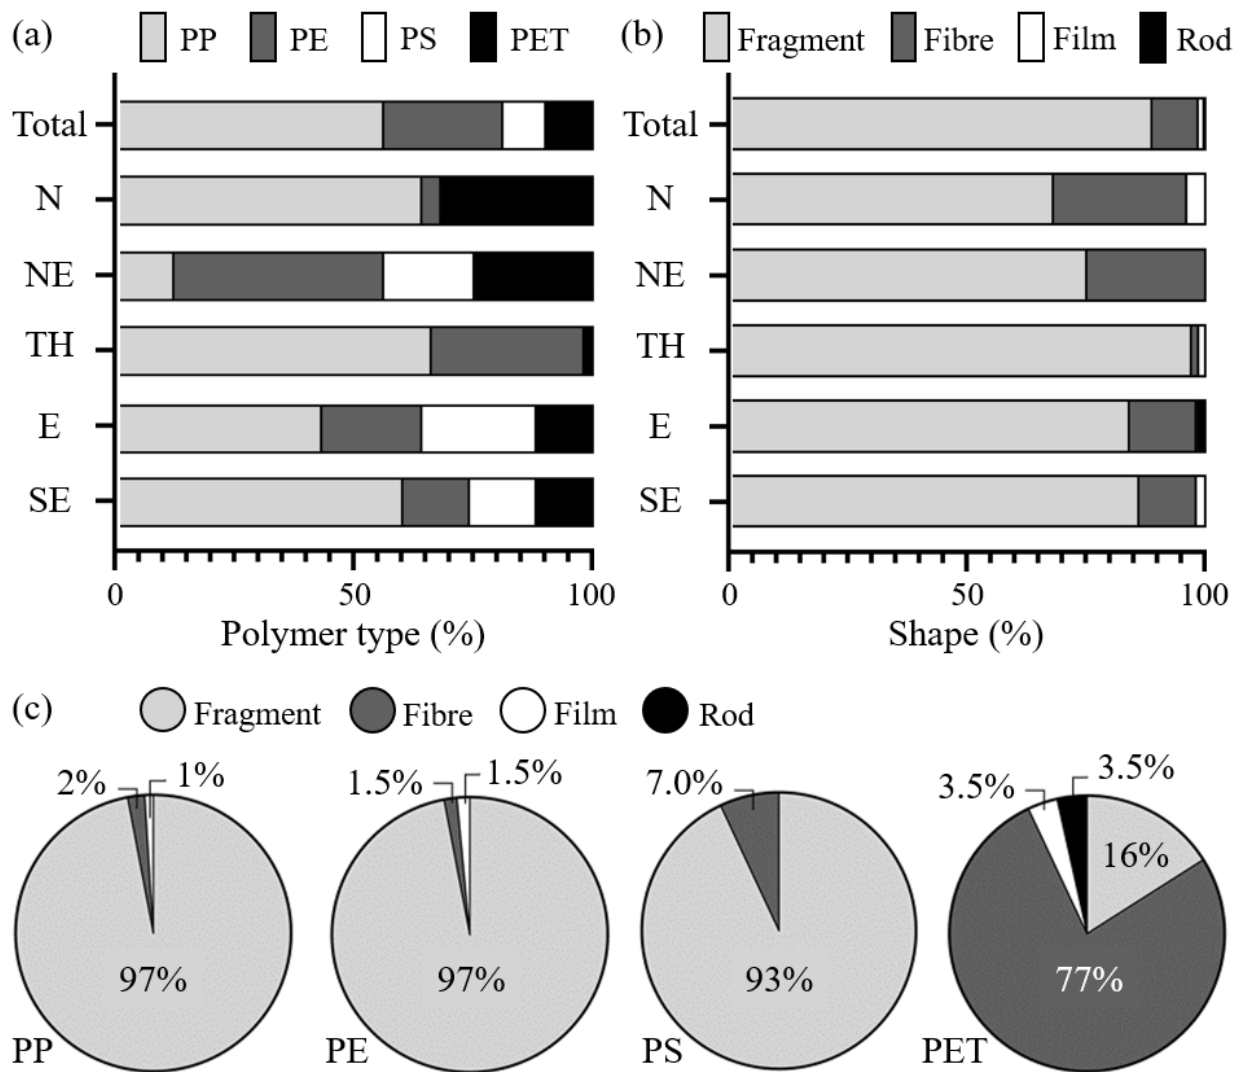 (a) PP PE PS PET
Total
N
NE
TH
E
SE
0 50 100
Polymer type (%)
(b) Fragment Fibre Film Rod
Total
N
NE
TH
E
SE
0 50 100
Shape (%)
(c) Fragment Fibre Film Rod
2% 1%
97%
PP
1.5% 1.5%
97%
PE
7.0%
93%
PS
3.5% 3.5%
16%
77%
PET